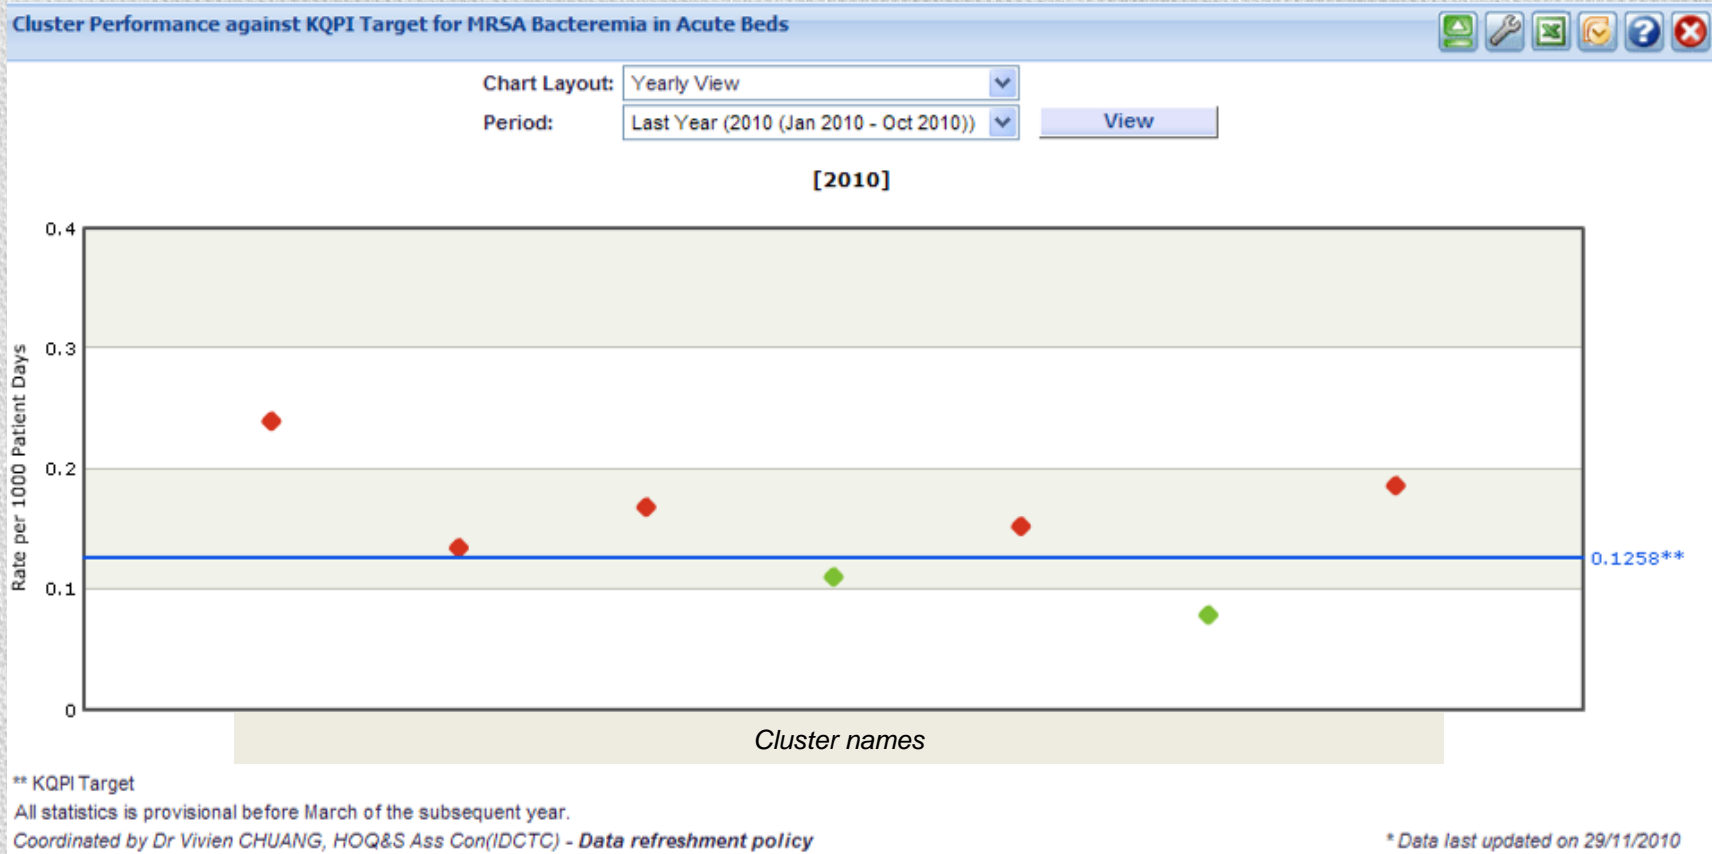 Cluster Performance against KQPI Target for MRSA Bacteremia in Acute Beds
Chart Layout: Yearly View
Period: Last Year (2010 (Jan 2010 - Oct 2010)) View
[2010]
0.4
0.3
0.2
0.1
0
Rate per 1000 Patient Days
0.1258**
Cluster names
** KQPI Target
All statistics is provisional before March of the subsequent year.
Coordinated by Dr Vivien CHUANG, HOQ&S Ass Con(IDCTC) - Data refreshment policy * Data last updated on 29/11/2010